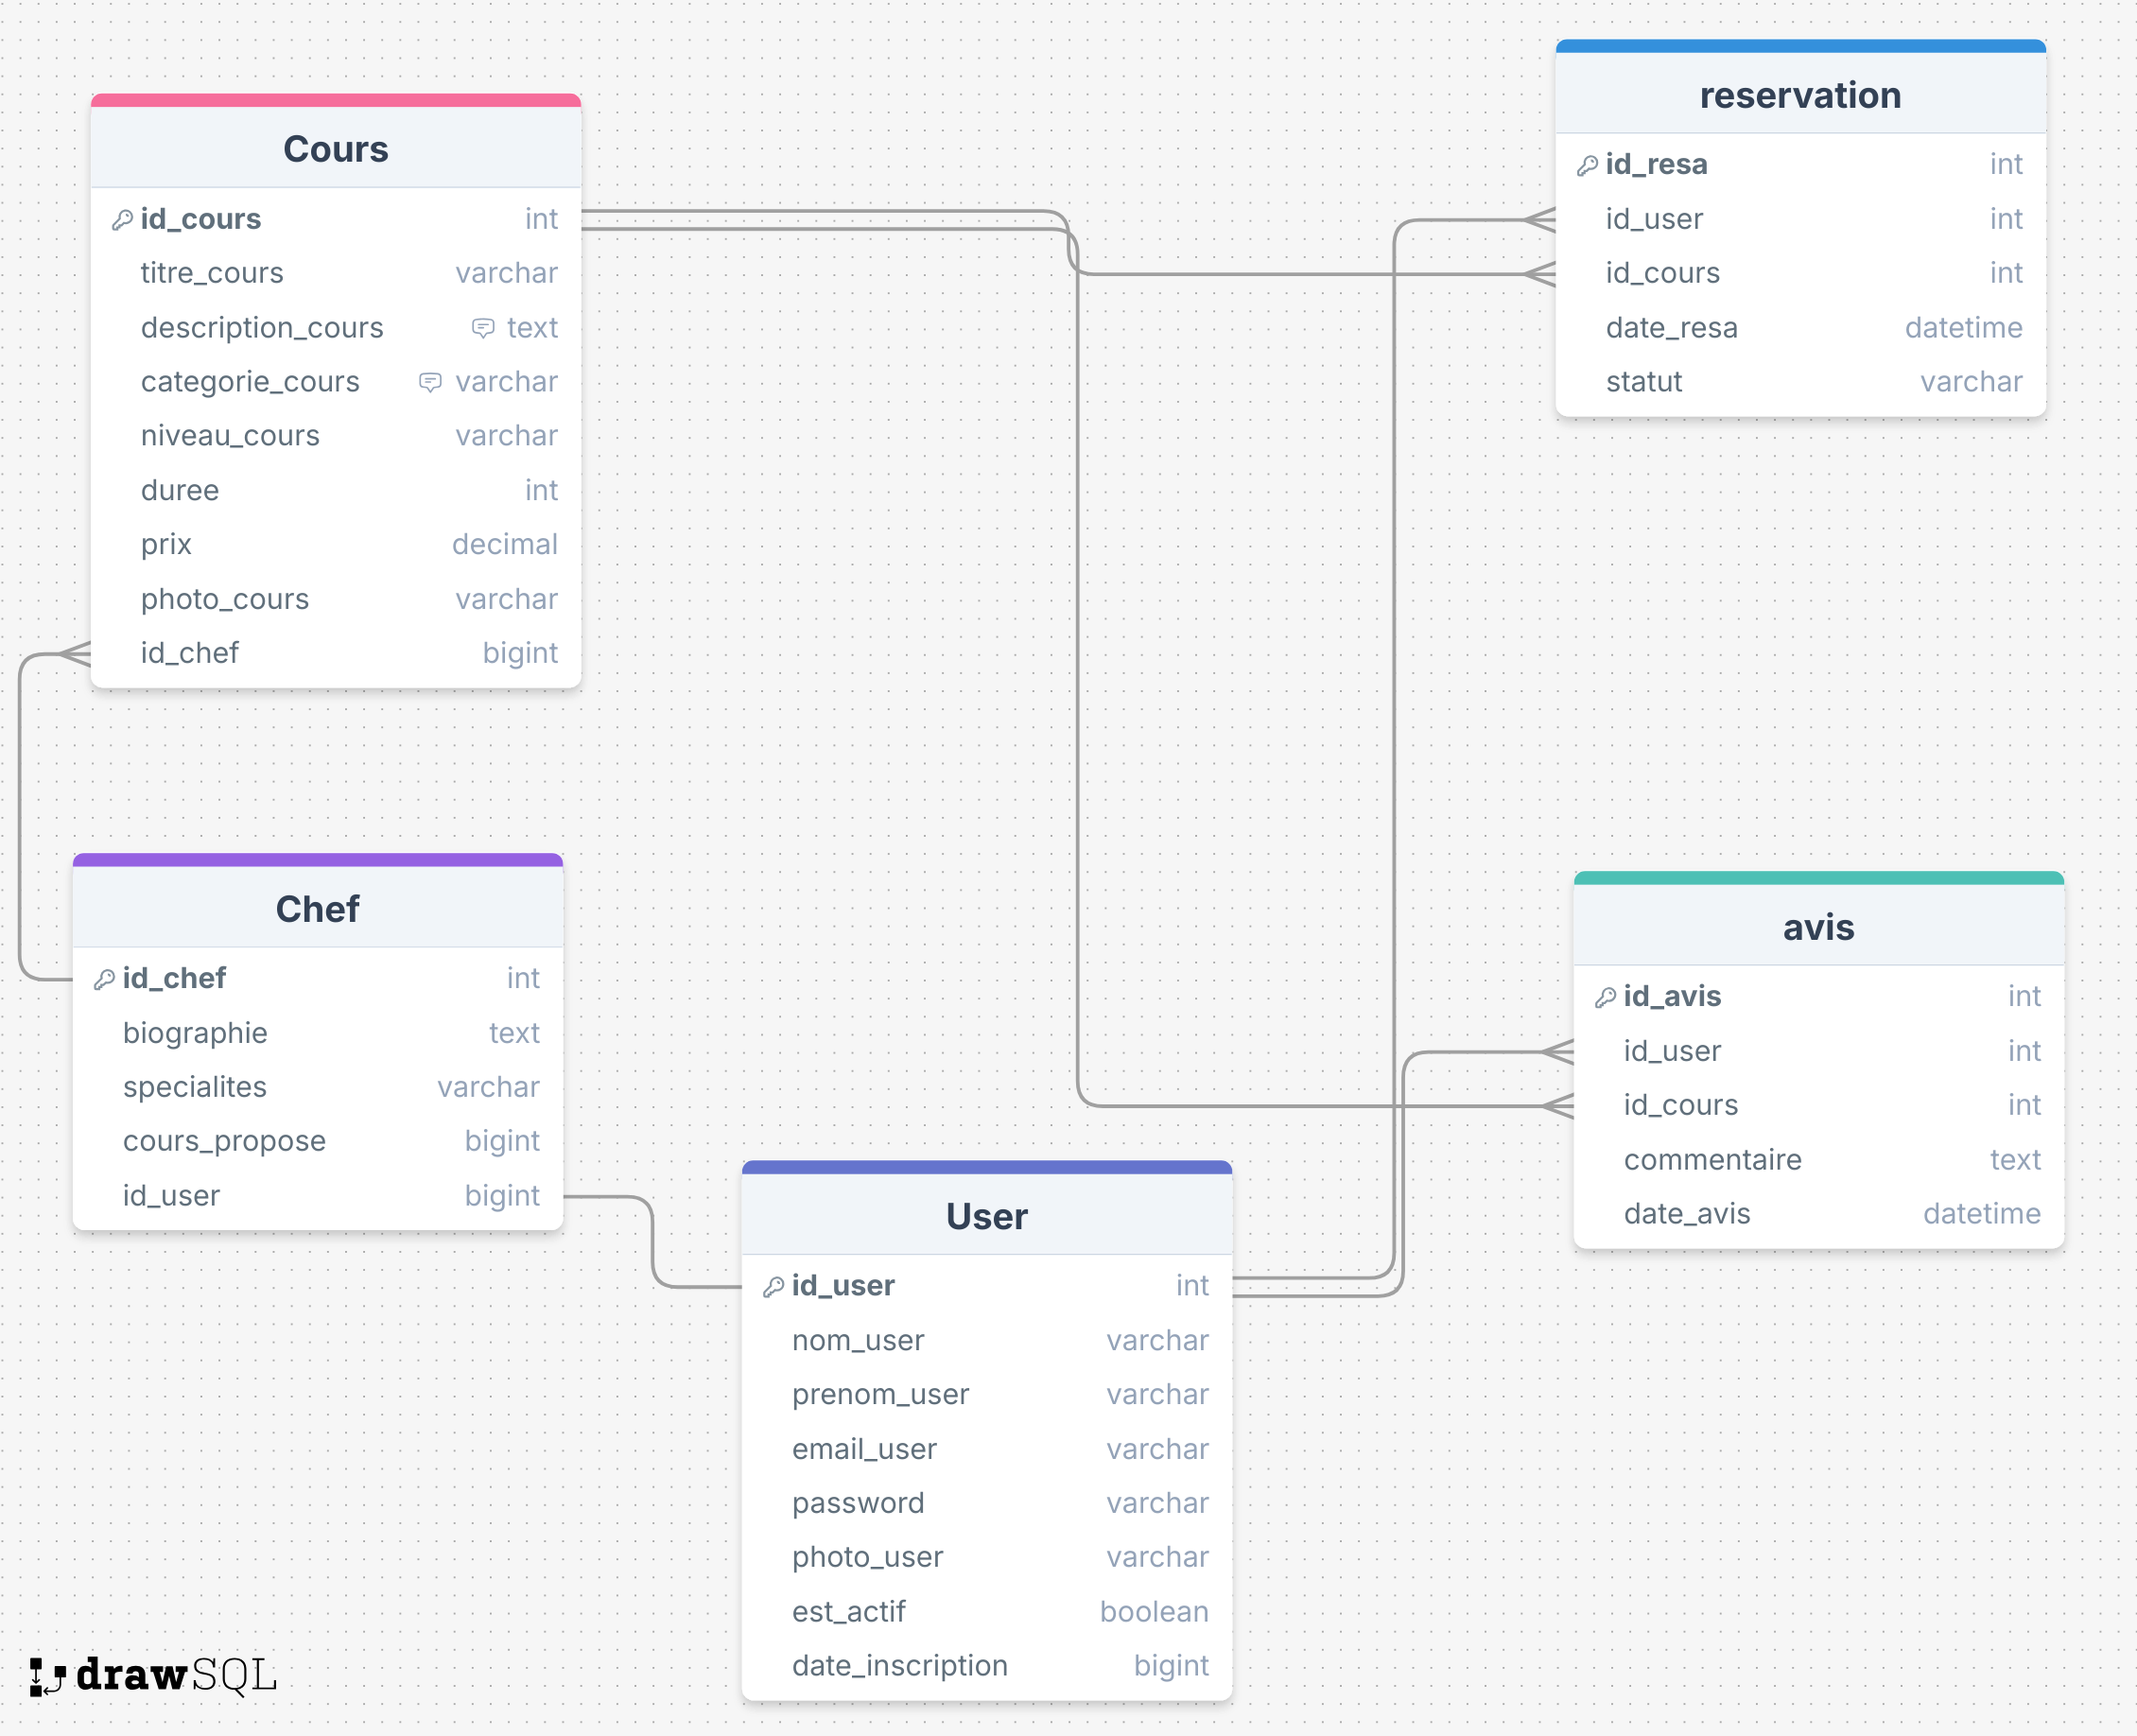 Cours
id_cours int
titre_cours varchar
description_cours text
categorie_cours varchar
niveau_cours varchar
duree int
prix decimal
photo_cours varchar
id_chef bigint
reservation
id_resa int
id_user int
id_cours int
date_resa datetime
statut varchar
Chef
id_chef int
biographie text
specialites varchar
cours_propose bigint
id_user bigint
avis
id_avis int
id_user int
id_cours int
commentaire text
date_avis datetime
User
id_user int
nom_user varchar
prenom_user varchar
email_user varchar
password varchar
photo_user varchar
est_actif boolean
date_inscription bigint
drawSQL